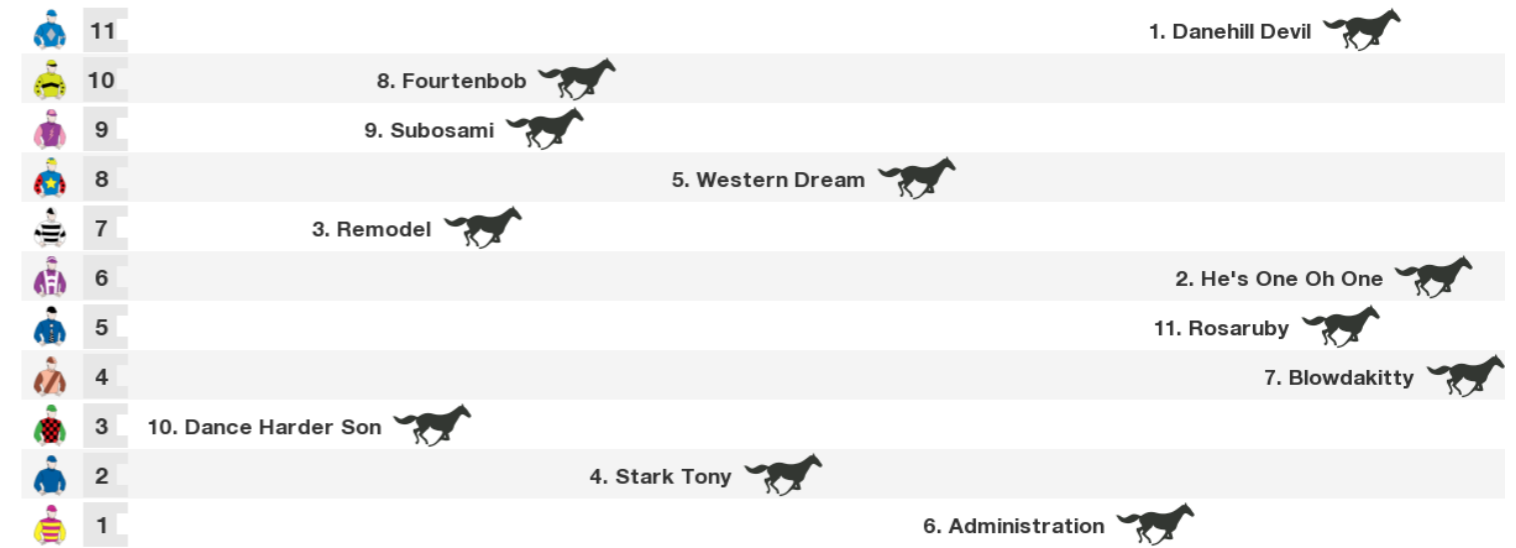 11 1. Danehill Devil
10 8. Fourtenbob
9 9. Subosami
8 5. Western Dream
7 3. Remodel
6 2. He's One Oh One
5 11. Rosaruby
4 7. Blowdakitty
3 10. Dance Harder Son
2 4. Stark Tony
1 6. Administration